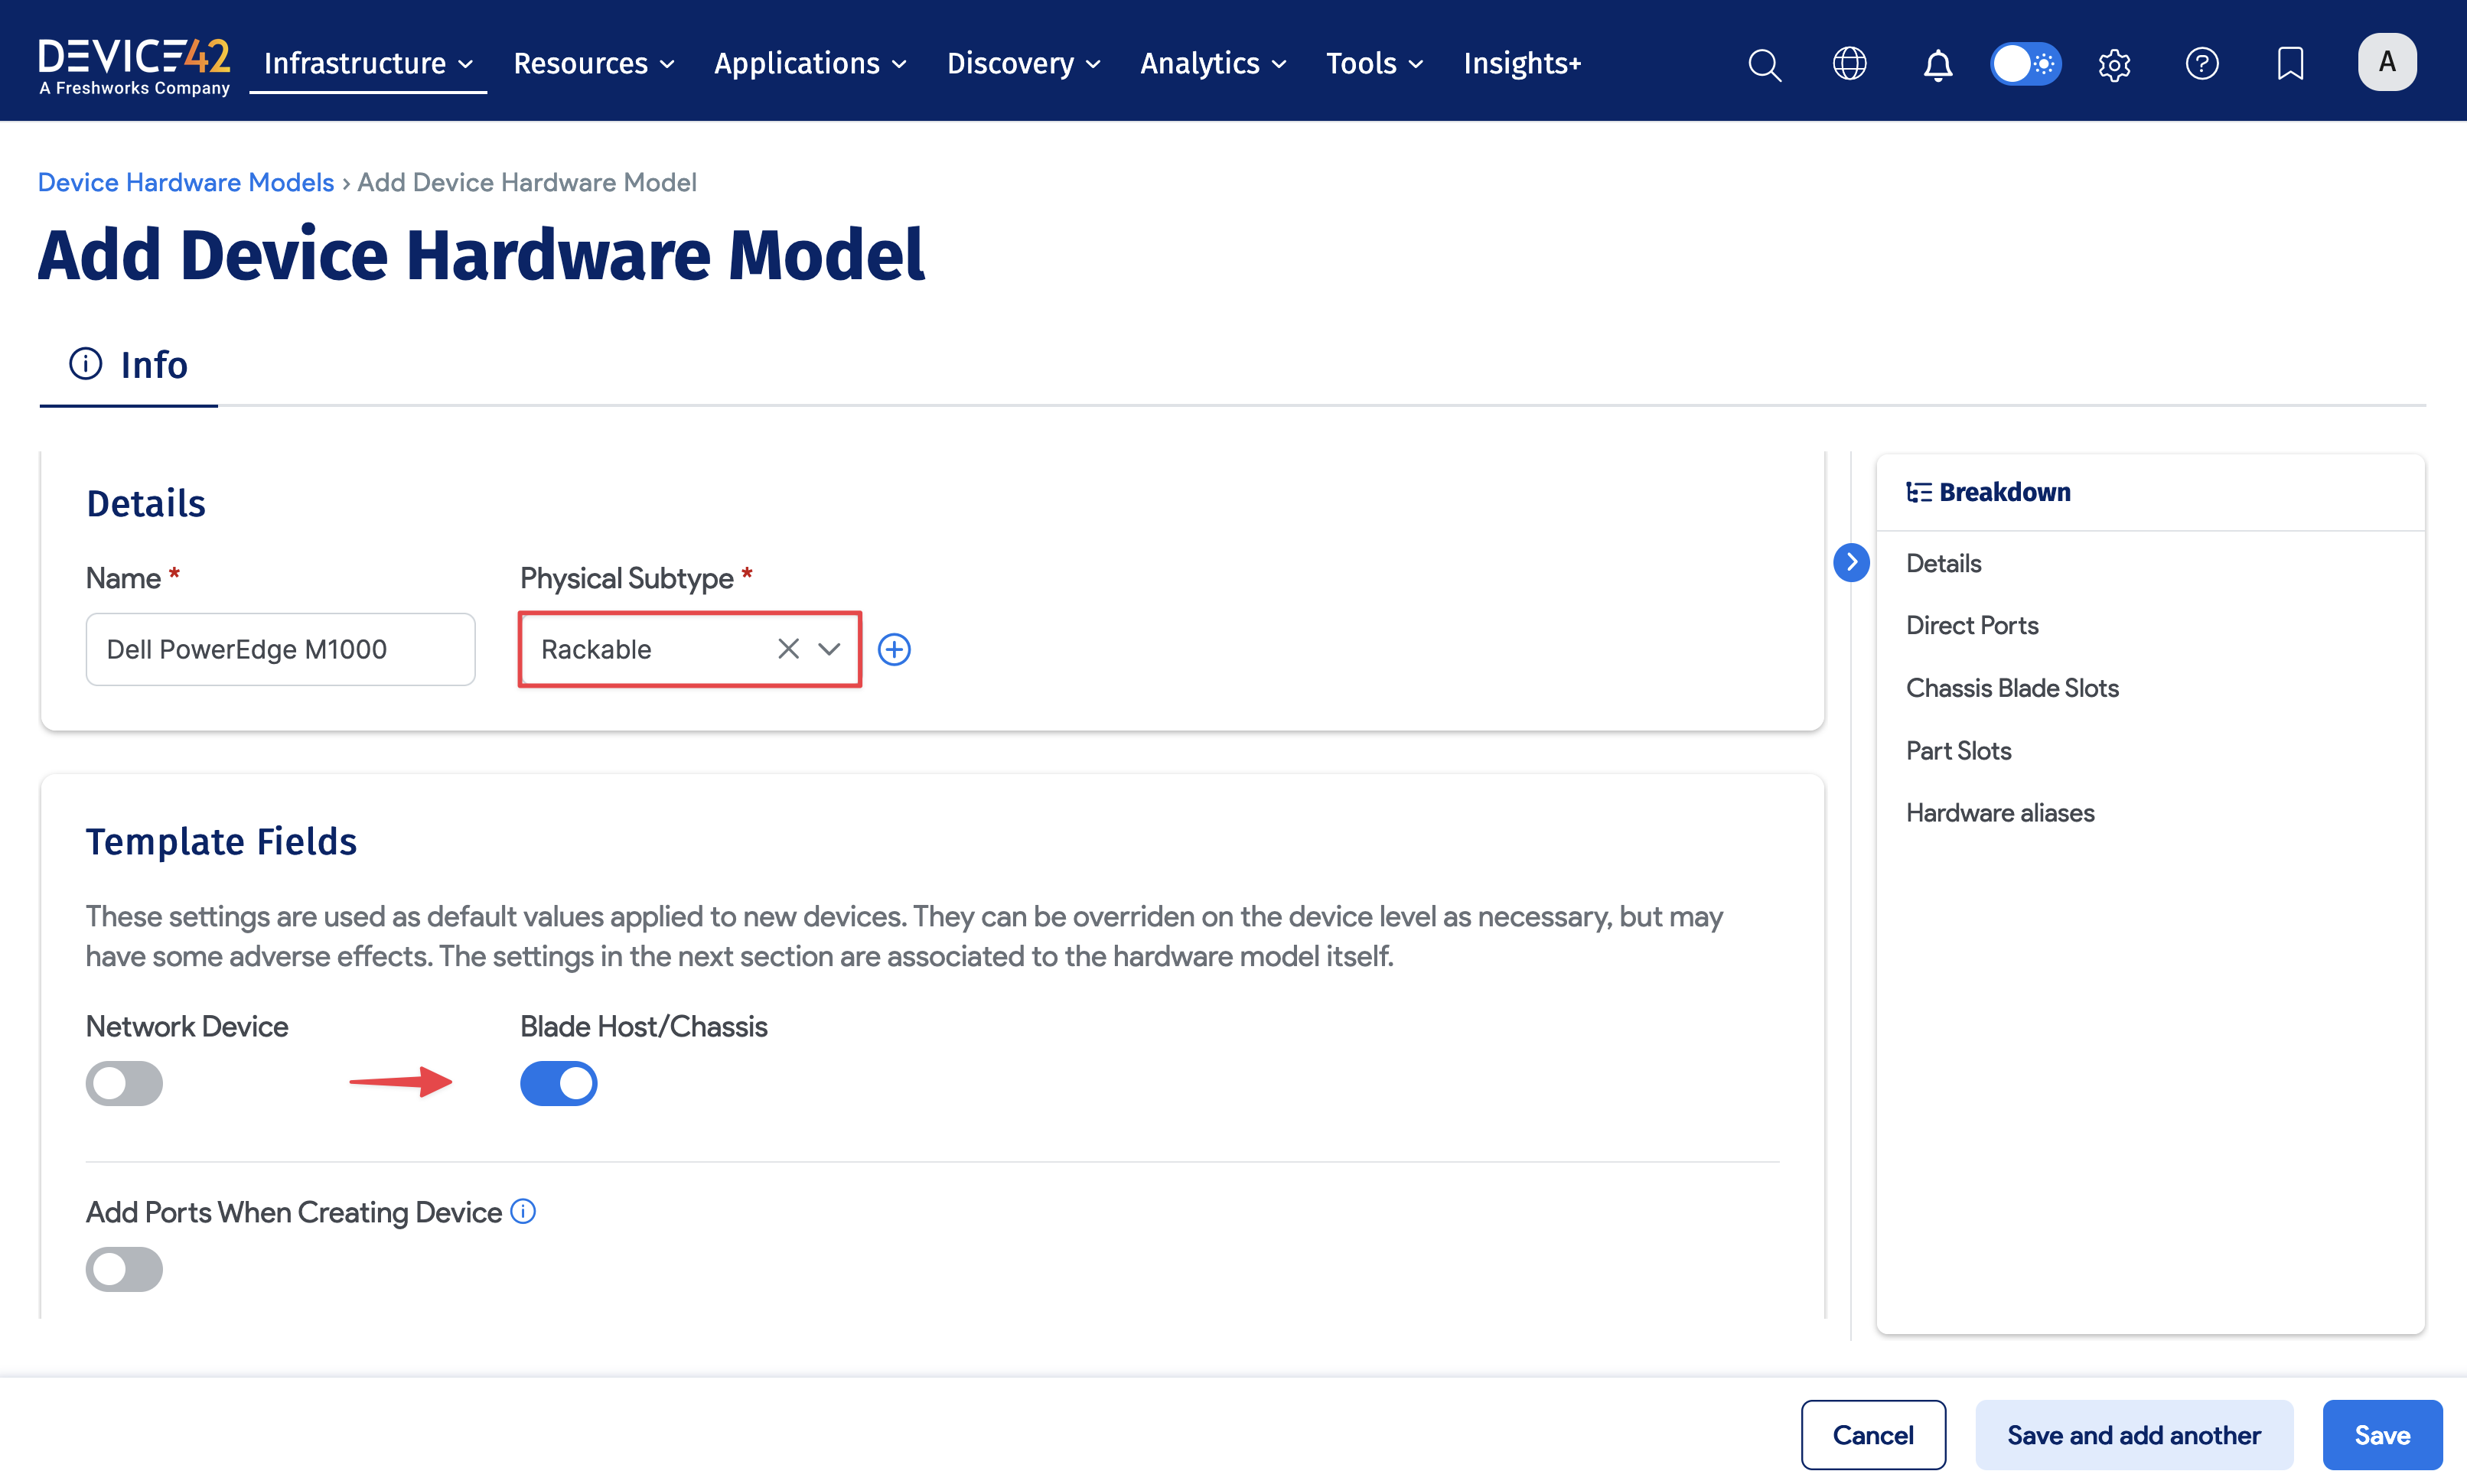 DEVICE42
A Freshworks Company
Infrastructure
Resources
Applications
Discovery
Analytics
Tools
Insights+
A
Device Hardware Models › Add Device Hardware Model
Add Device Hardware Model
Info
Details
Name *
Physical Subtype *
Dell PowerEdge M1000
Rackable
Template Fields
These settings are used as default values applied to new devices. They can be overriden on the device level as necessary, but may
have some adverse effects. The settings in the next section are associated to the hardware model itself.
Network Device
Blade Host/Chassis
Add Ports When Creating Device
Breakdown
Details
Direct Ports
Chassis Blade Slots
Part Slots
Hardware aliases
Cancel
Save and add another
Save